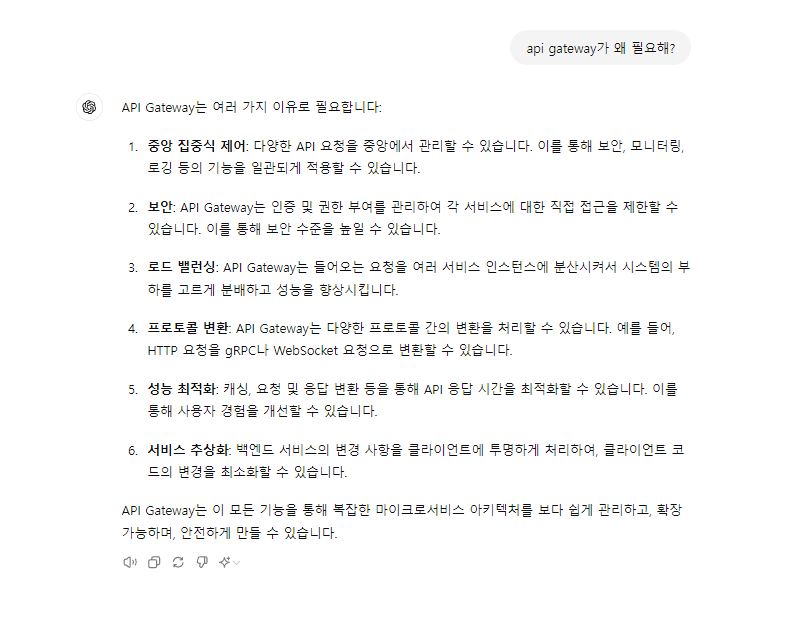 api gateway가 왜 필요해?
API Gateway는 여러 가지 이유로 필요합니다:
1. 중앙 집중식 제어: 다양한 API 요청을 중앙에서 관리할 수 있습니다. 이를 통해 보안, 모니터링,
로깅 등의 기능을 일관되게 적용할 수 있습니다.
2. 보안: API Gateway는 인증 및 권한 부여를 관리하여 각 서비스에 대한 직접 접근을 제한할 수
있습니다. 이를 통해 보안 수준을 높일 수 있습니다.
3. 로드 밸런싱: API Gateway는 들어오는 요청을 여러 서비스 인스턴스에 분산시켜서 시스템의 부
하를 고르게 분배하고 성능을 향상시킵니다.
4. 프로토콜 변환: API Gateway는 다양한 프로토콜 간의 변환을 처리할 수 있습니다. 예를 들어,
HTTP 요청을 gRPC나 WebSocket 요청으로 변환할 수 있습니다.
5. 성능 최적화: 캐싱, 요청 및 응답 변환 등을 통해 API 응답 시간을 최적화할 수 있습니다. 이를
통해 사용자 경험을 개선할 수 있습니다.
6. 서비스 추상화: 백엔드 서비스의 변경 사항을 클라이언트에 투명하게 처리하여, 클라이언트 코
드의 변경을 최소화할 수 있습니다.
API Gateway는 이 모든 기능을 통해 복잡한 마이크로서비스 아키텍처를 보다 쉽게 관리하고, 확장
가능하며, 안전하게 만들 수 있습니다.